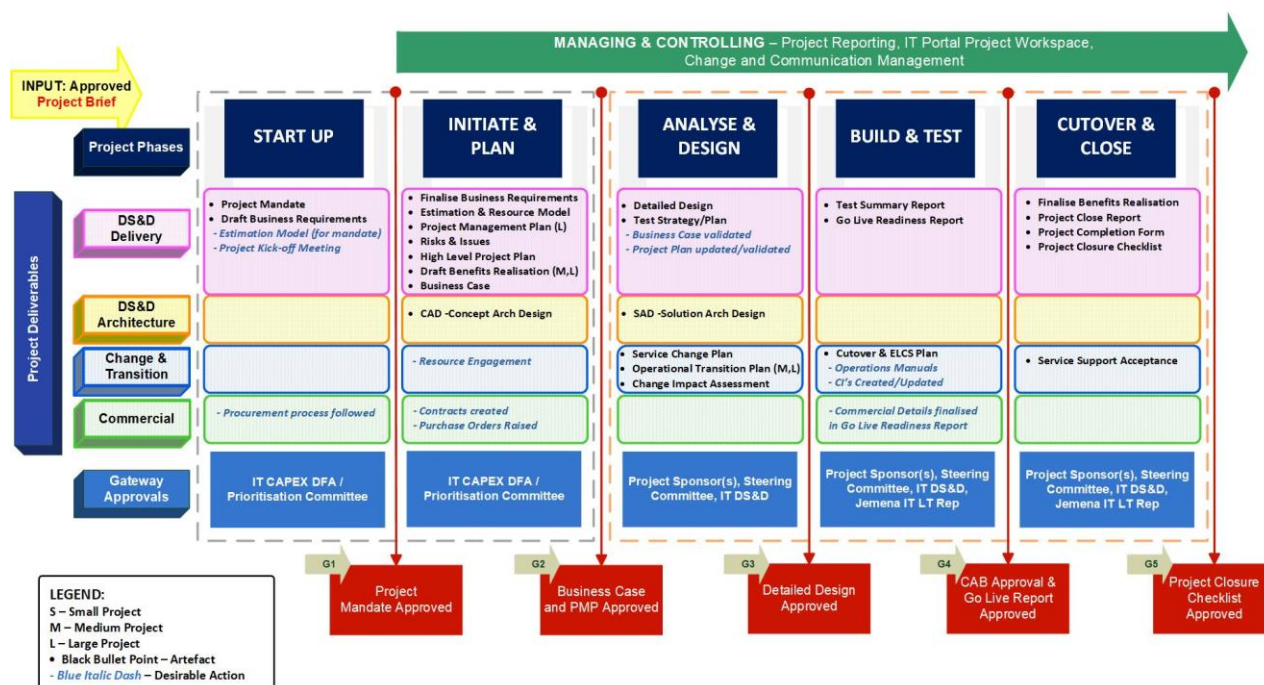 MANAGING & CONTROLLING – Project Reporting, IT Portal Project Workspace,
Change and Communication Management
INPUT: Approved
Project Brief
Project Phases
START UP
INITIATE &
PLAN
ANALYSE &
DESIGN
BUILD & TEST
CUTOVER &
CLOSE
Project Deliverables
DS&D
Delivery
• Project Mandate
• Draft Business Requirements
- Estimation Model (for mandate)
- Project Kick-off Meeting
• Finalise Business Requirements
• Estimation & Resource Model
• Project Management Plan (L)
• Risks & Issues
• High Level Project Plan
• Draft Benefits Realisation (M,L)
• Business Case
• Detailed Design
• Test Strategy/Plan
- Business Case validated
- Project Plan updated/validated
• Test Summary Report
• Go Live Readiness Report
• Finalise Benefits Realisation
• Project Close Report
• Project Completion Form
• Project Closure Checklist
DS&D
Architecture
• CAD -Concept Arch Design
• SAD -Solution Arch Design
Change &
Transition
- Resource Engagement
• Service Change Plan
• Operational Transition Plan (M,L)
• Change Impact Assessment
• Cutover & ELCS Plan
- Operations Manuals
- CI's Created/Updated
• Service Support Acceptance
Commercial
- Procurement process followed
- Contracts created
- Purchase Orders Raised
- Commercial Details finalised
in Go Live Readiness Report
Gateway
Approvals
IT CAPEX DFA /
Prioritisation Committee
IT CAPEX DFA /
Prioritisation Committee
Project Sponsor(s), Steering
Committee, IT DS&D
Project Sponsor(s), Steering
Committee, IT DS&D,
Jemena IT LT Rep
Project Sponsor(s), Steering
Committee, IT DS&D,
Jemena IT LT Rep
G1
Project
Mandate Approved
G2
Business Case
and PMP Approved
G3
Detailed Design
Approved
G4
CAB Approval &
Go Live Report
Approved
G5
Project Closure
Checklist
Approved
LEGEND:
S – Small Project
M – Medium Project
L – Large Project
• Black Bullet Point – Artefact
- Blue Italic Dash – Desirable Action